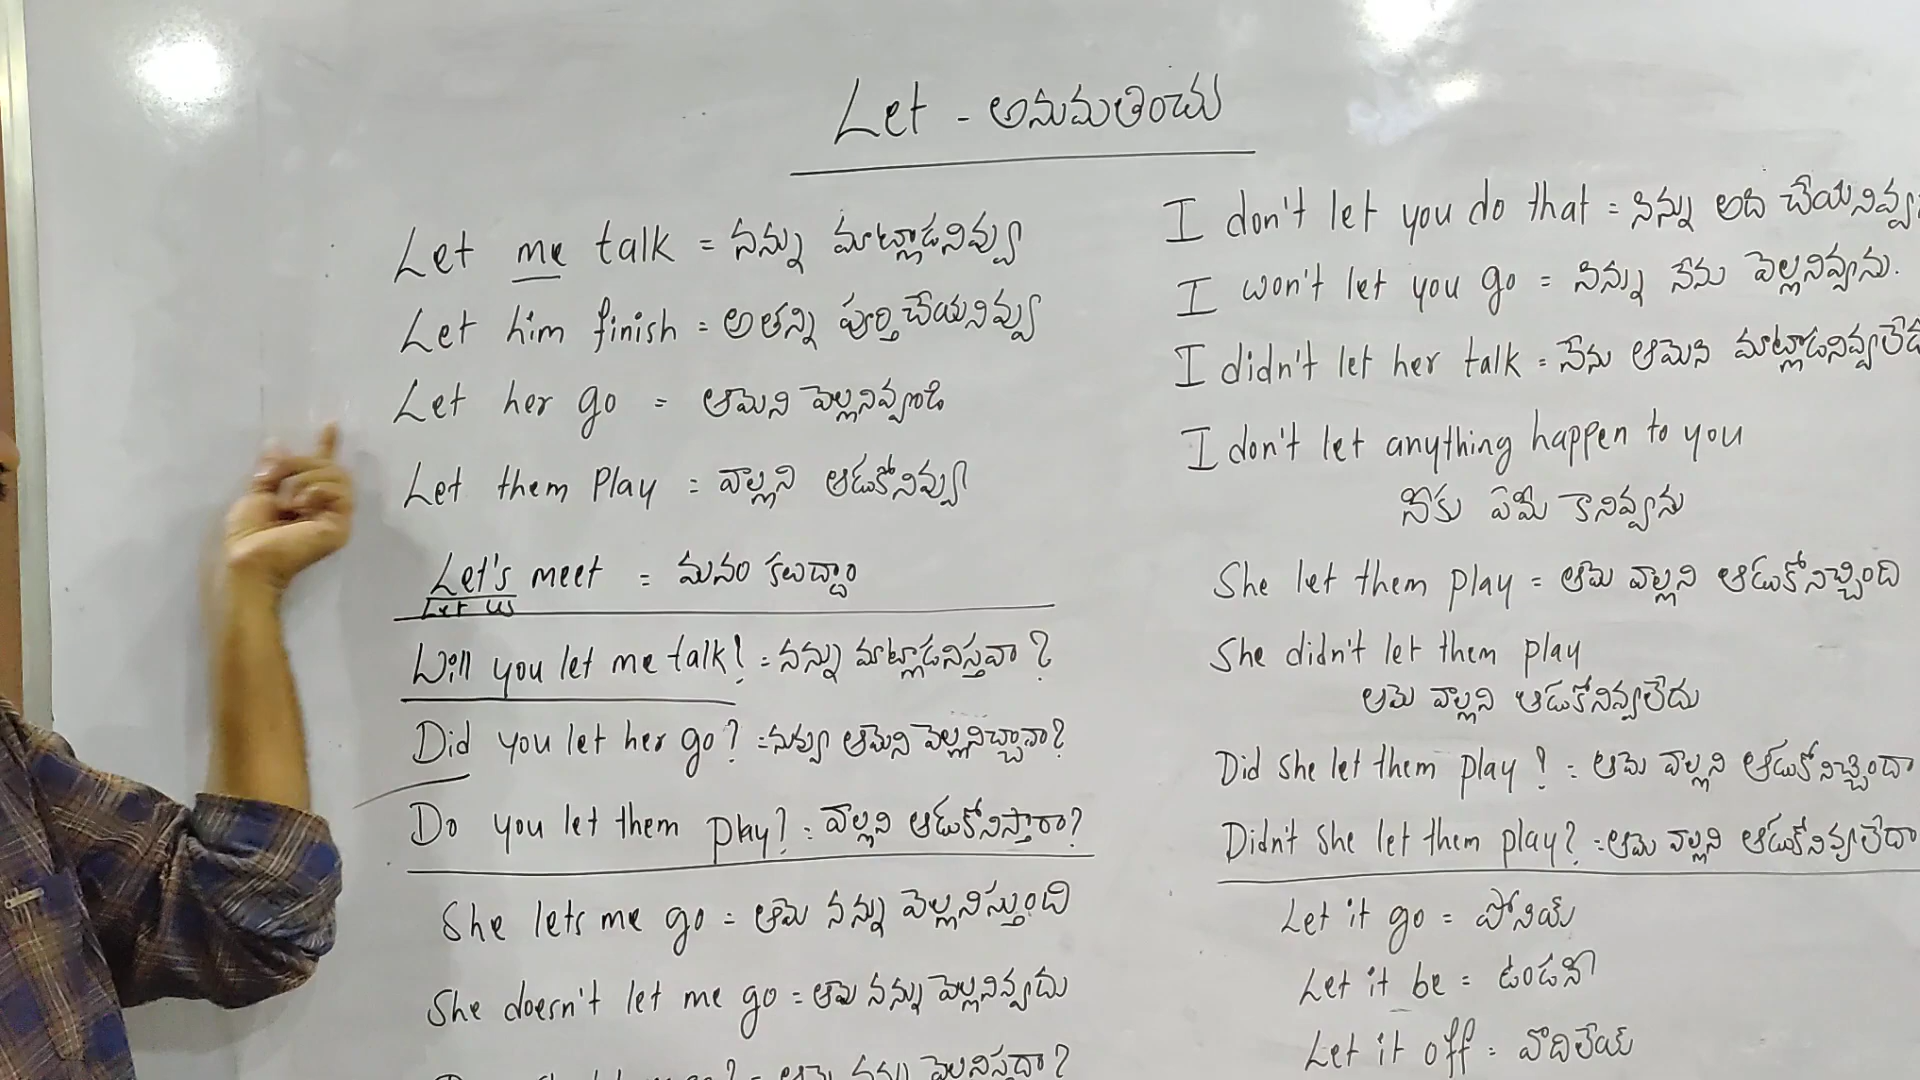 Let - అనుమతించు
Let me talk = నన్ను మాట్లాడనివ్వు
Let him finish = అతన్ని పూర్తిచేయనివ్వు
Let her go = ఆమెని వెల్లనివ్వండి
Let them Play = వాల్లని ఆడుకోనివ్వు
Let's meet = మనం కలుద్దాం
Let us
Will you let me talk? = నన్ను మాట్లాడనిస్తవా ?
Did you let her go? = నువ్వు ఆమెని వెల్లనిచ్చావా?
Do you let them play? = వాల్లని ఆడుకోనిస్తారా?
She lets me go = ఆమె నన్ను వెల్లనిస్తుంది
She doesn't let me go = ఆమె నన్ను వెల్లనివ్వదు
go? = ఆమె నన్ను వెల్లనిస్తదా?
I don't let you do that = నిన్ను అది చేయనివ్వ
I won't let you go = నిన్ను నేను వెల్లనివ్వను.
I didn't let her talk = నేను ఆమెని మాట్లాడనివ్వలేదు
I don't let anything happen to you
నీకు ఏమీ కానివ్వను
She let them play = ఆమె వాల్లని ఆడుకోనిచ్చింది
She didn't let them play
ఆమె వాల్లని ఆడుకోనివ్వలేదు
Did she let them play ? = ఆమె వాల్లని ఆడుకోనిచ్చిందా
Didn't she let them play? = ఆమె వాల్లని ఆడుకోనివ్వలేదా
Let it go = పోనియ్
Let it be = ఉండనీ
Let it off = వొదిలేయ్